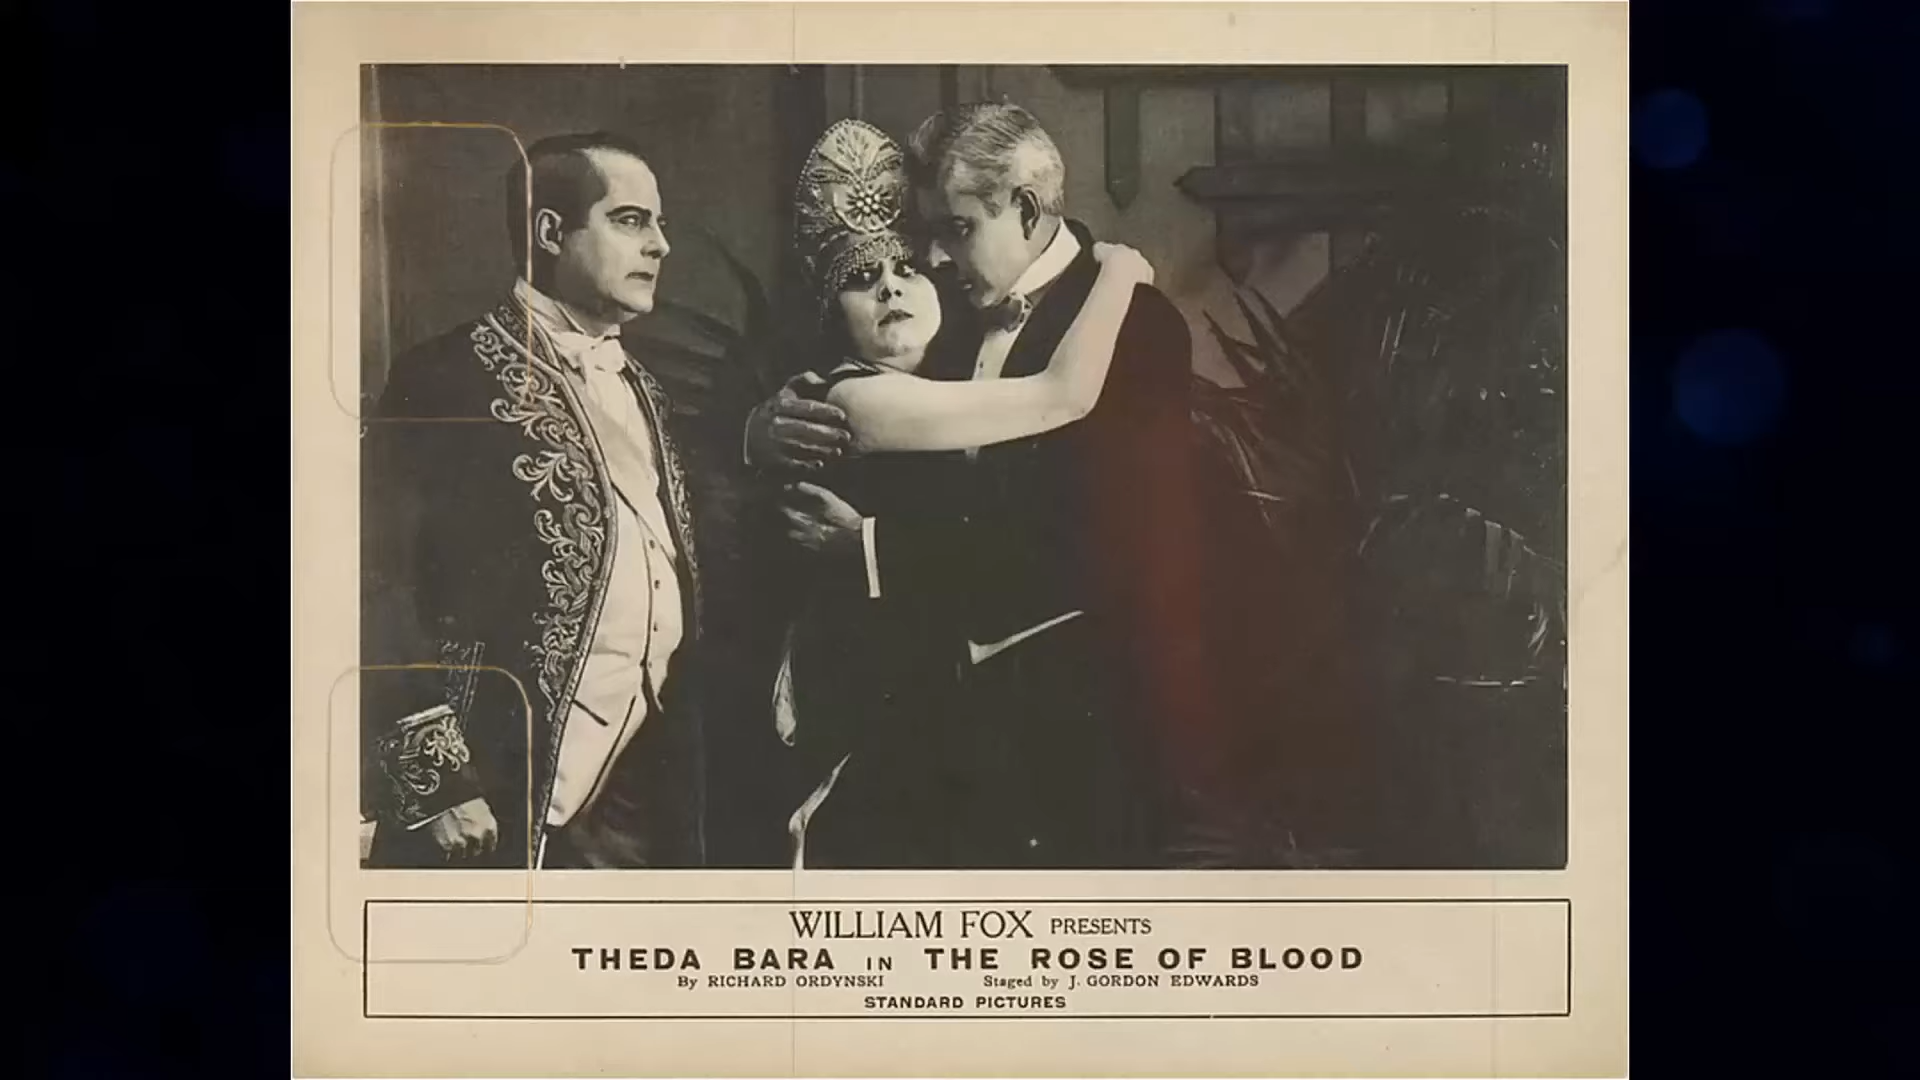 WILLIAM FOX PRESENTS
THEDA BARA IN THE ROSE OF BLOOD
By RICHARD ORDYNSKI Staged by J. GORDON EDWARDS
STANDARD PICTURES